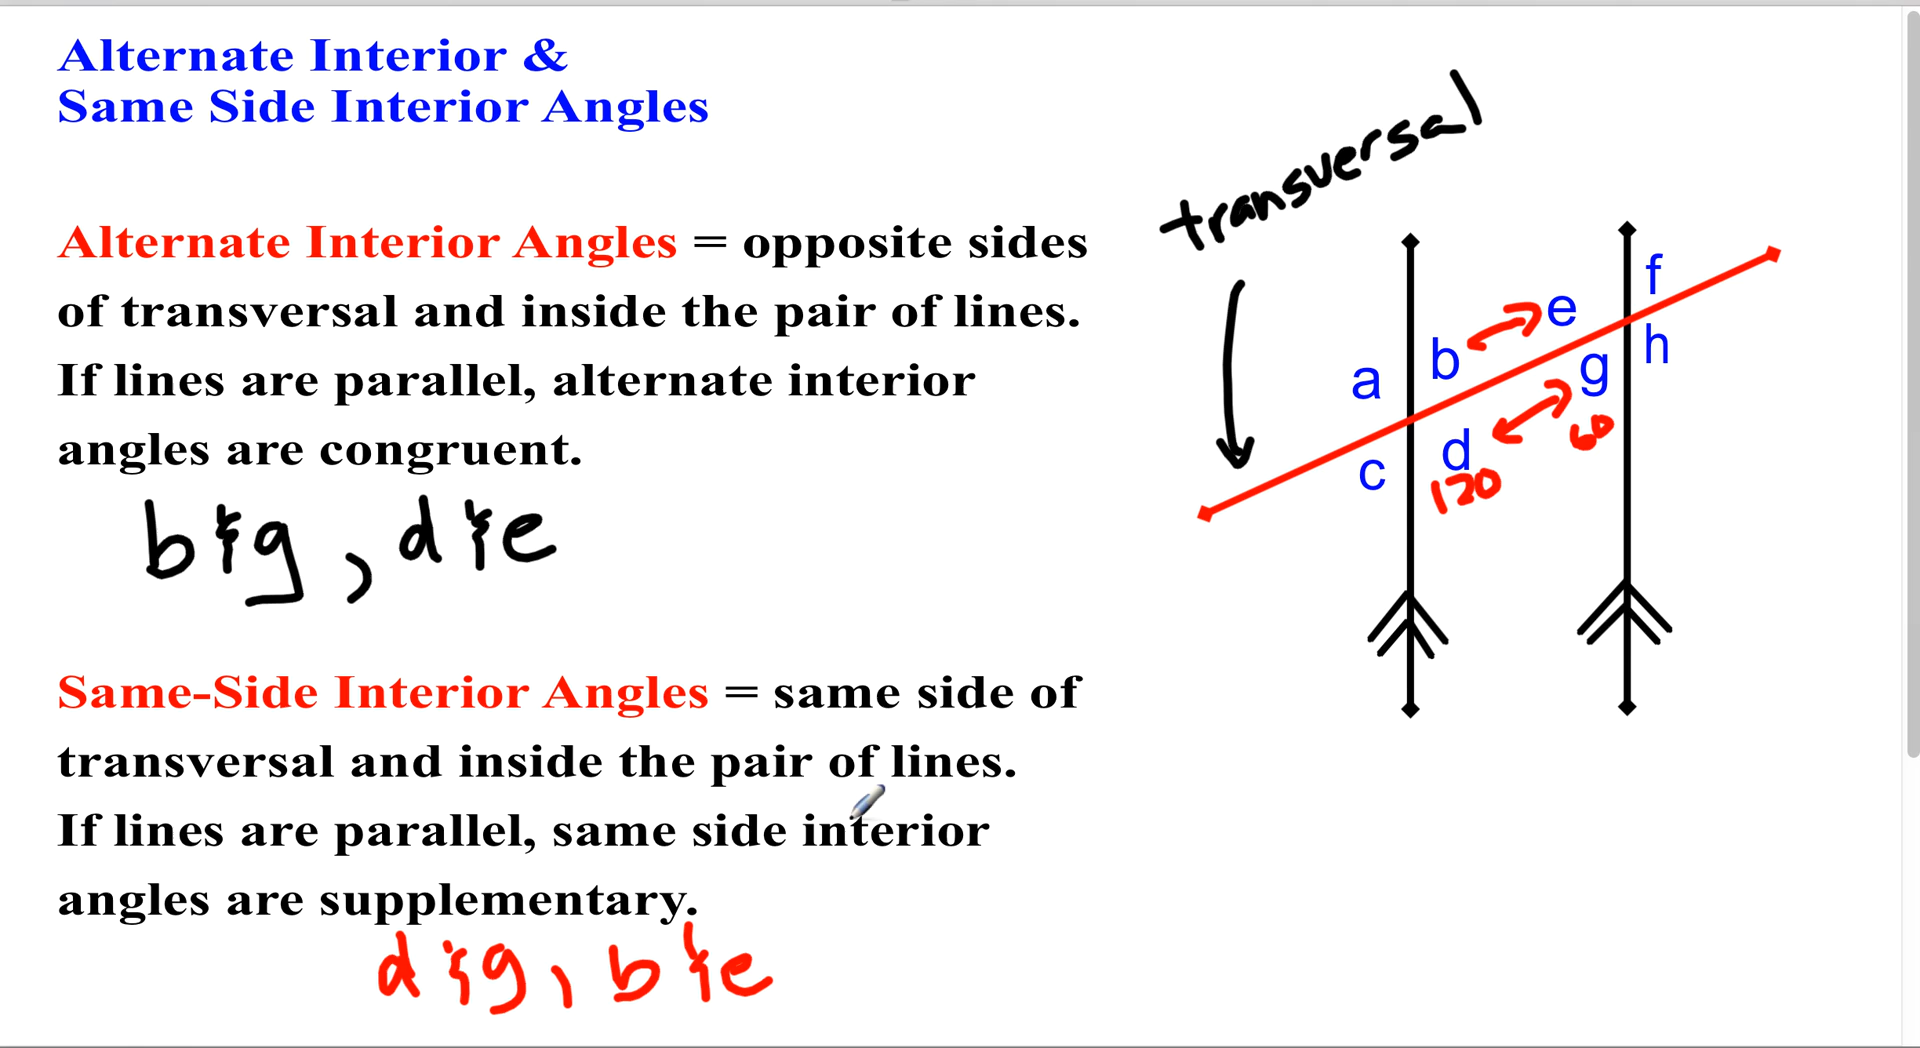 Alternate Interior &
Same Side Interior Angles
Alternate Interior Angles = opposite sides
of transversal and inside the pair of lines.
If lines are parallel, alternate interior
angles are congruent.
b & g , d & e
Same-Side Interior Angles = same side of
transversal and inside the pair of lines.
If lines are parallel, same side interior
angles are supplementary.
d & g , b & e
transversal
f
e
h
b
g
a
60
d
c
120